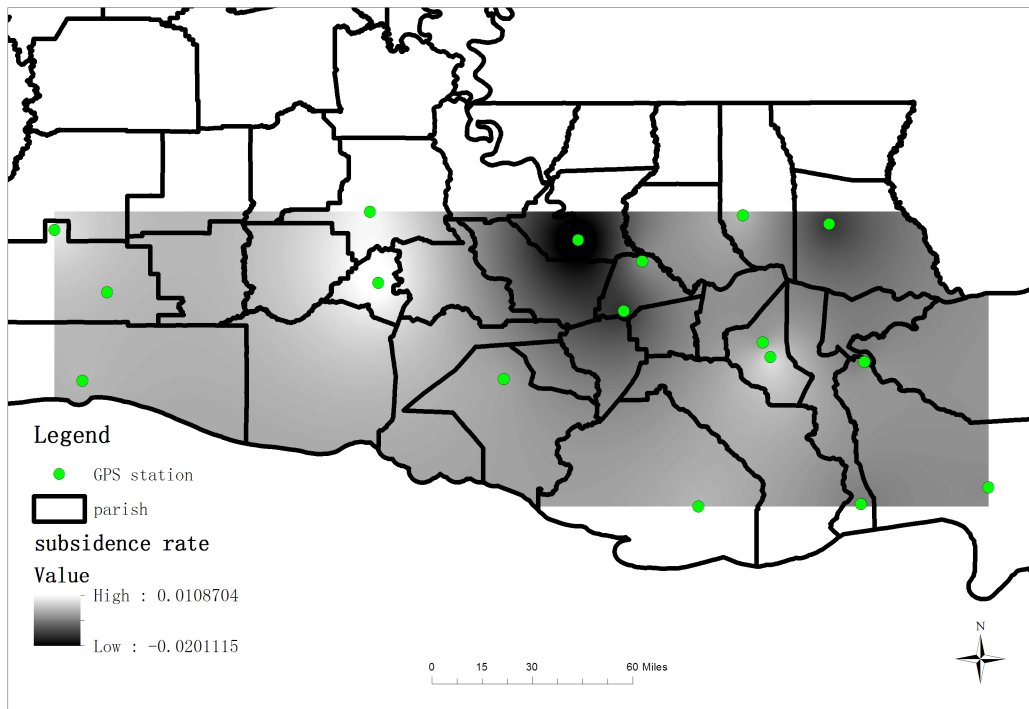 Legend
GPS station
parish
subsidence rate
Value
High : 0.0108704
Low : -0.0201115
0 15 30 60 Miles
N